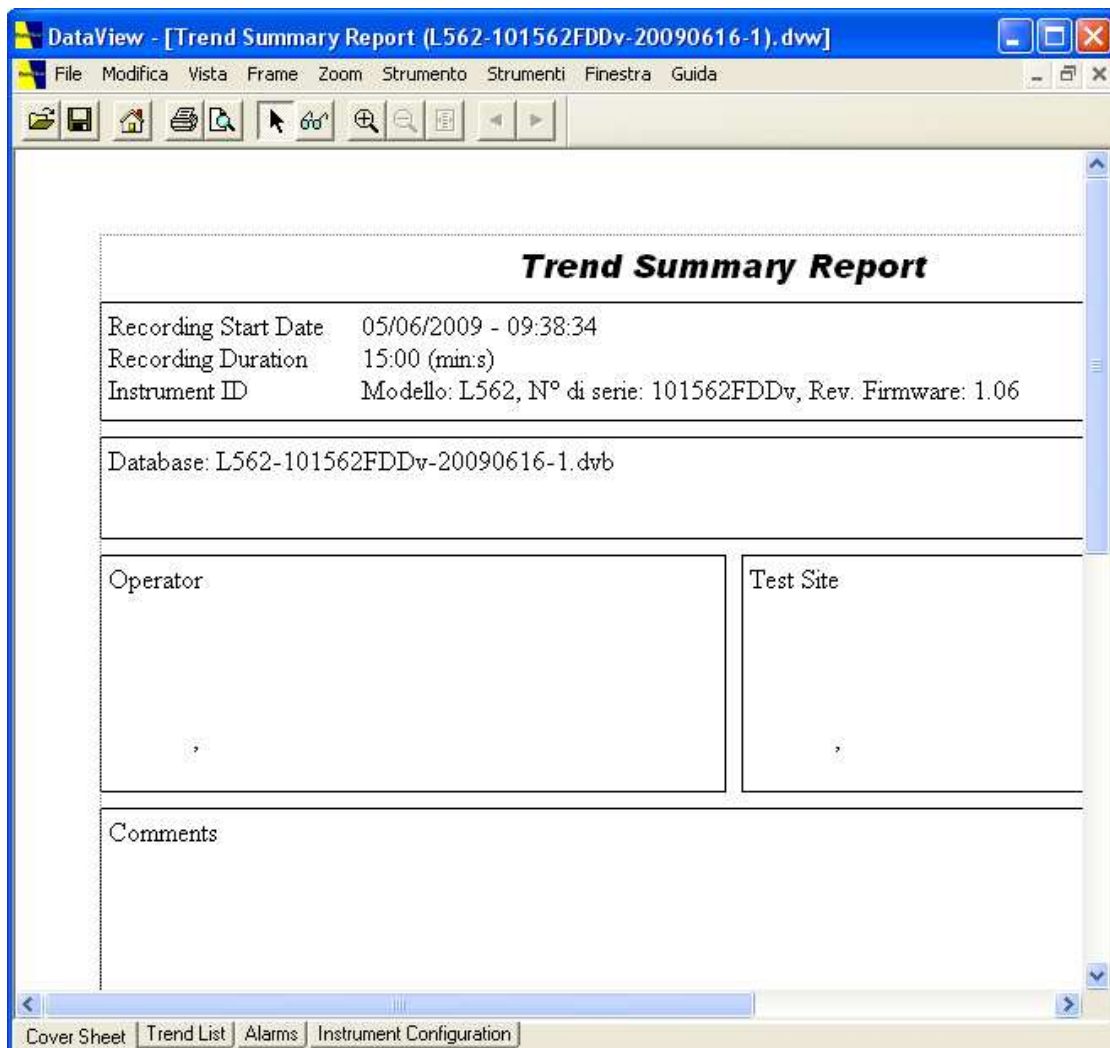 DataView - [Trend Summary Report (L562-101562FDDv-20090616-1).dvw]
File Modifica Vista Frame Zoom Strumento Strumenti Finestra Guida
Trend Summary Report
Recording Start Date 05/06/2009 - 09:38:34
Recording Duration 15:00 (min:s)
Instrument ID Modello: L562, N° di serie: 101562FDDv, Rev. Firmware: 1.06
Database: L562-101562FDDv-20090616-1.dvb
Operator
,
Test Site
,
Comments
Cover Sheet Trend List Alarms Instrument Configuration